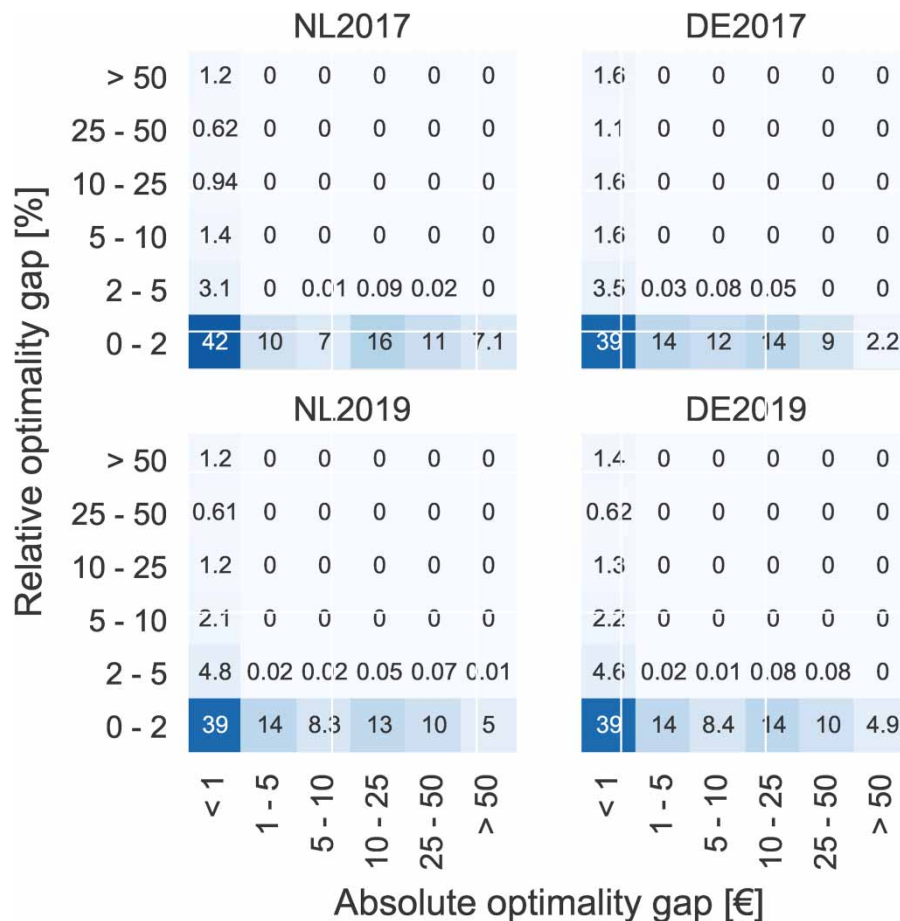 NL2017 DE2017
> 50 1.2 0 0 0 0 0 1.6 0 0 0 0 0
25 - 50 0.62 0 0 0 0 0 1.1 0 0 0 0 0
10 - 25 0.94 0 0 0 0 0 1.6 0 0 0 0 0
5 - 10 1.4 0 0 0 0 0 1.6 0 0 0 0 0
2 - 5 3.1 0 0.01 0.09 0.02 0 3.5 0.03 0.08 0.05 0 0
0 - 2 42 10 7 16 11 7.1 39 14 12 14 9 2.2
NL2019 DE2019
> 50 1.2 0 0 0 0 0 1.4 0 0 0 0 0
25 - 50 0.61 0 0 0 0 0 0.62 0 0 0 0 0
10 - 25 1.2 0 0 0 0 0 1.3 0 0 0 0 0
5 - 10 2.1 0 0 0 0 0 2.2 0 0 0 0 0
2 - 5 4.8 0.02 0.02 0.05 0.07 0.01 4.6 0.02 0.01 0.08 0.08 0
0 - 2 39 14 8.3 13 10 5 39 14 8.4 14 10 4.9
< 1 1 - 5 5 - 10 10 - 25 25 - 50 > 50 < 1 1 - 5 5 - 10 10 - 25 25 - 50 > 50
Relative optimality gap [%]
Absolute optimality gap [€]